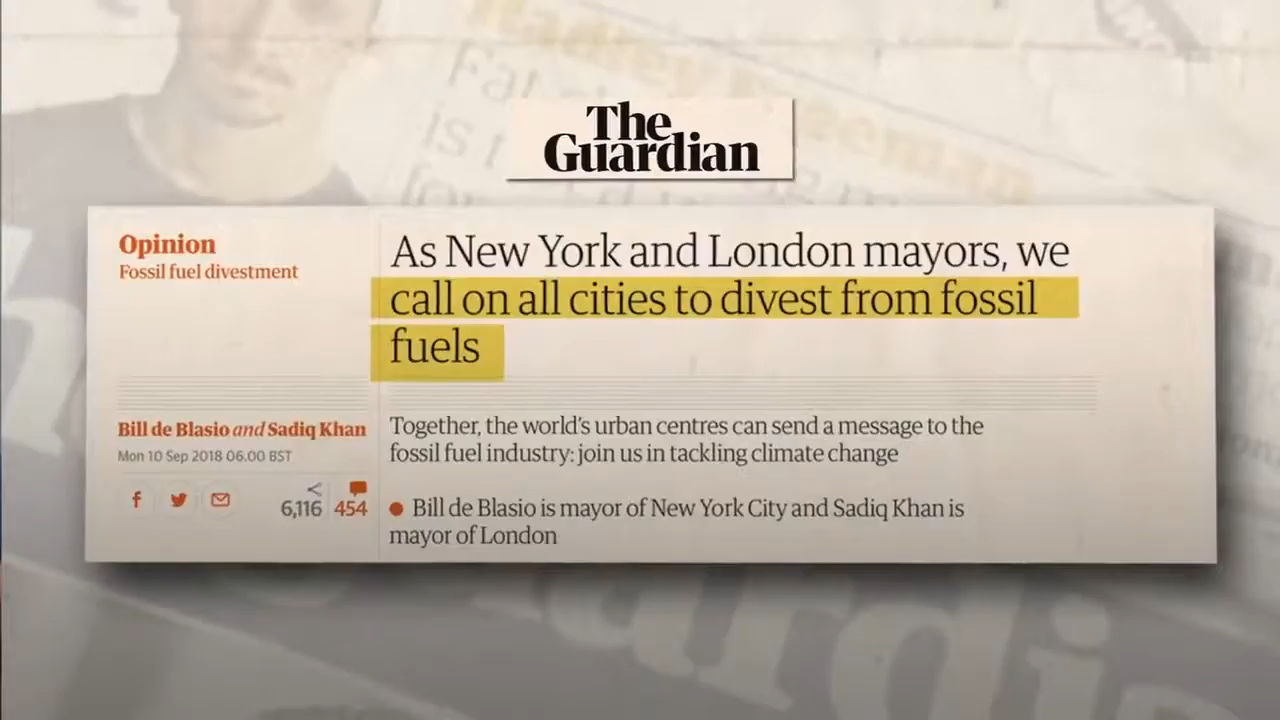 The
Guardian
Opinion
Fossil fuel divestment
As New York and London mayors, we
call on all cities to divest from fossil
fuels
Bill de Blasio and Sadiq Khan
Mon 10 Sep 2018 06.00 BST
6,116 454
Together, the world's urban centres can send a message to the
fossil fuel industry: join us in tackling climate change
● Bill de Blasio is mayor of New York City and Sadiq Khan is
mayor of London